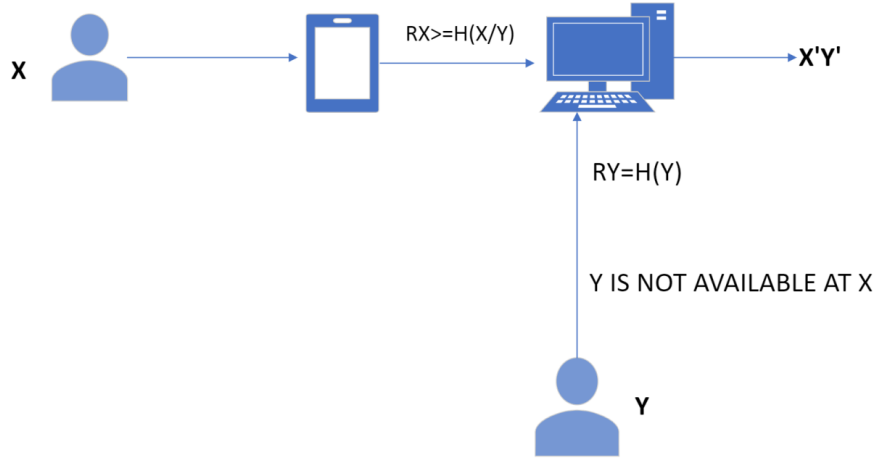 RX>=H(X/Y)
X
X'Y'
RY=H(Y)
Y IS NOT AVAILABLE AT X
Y